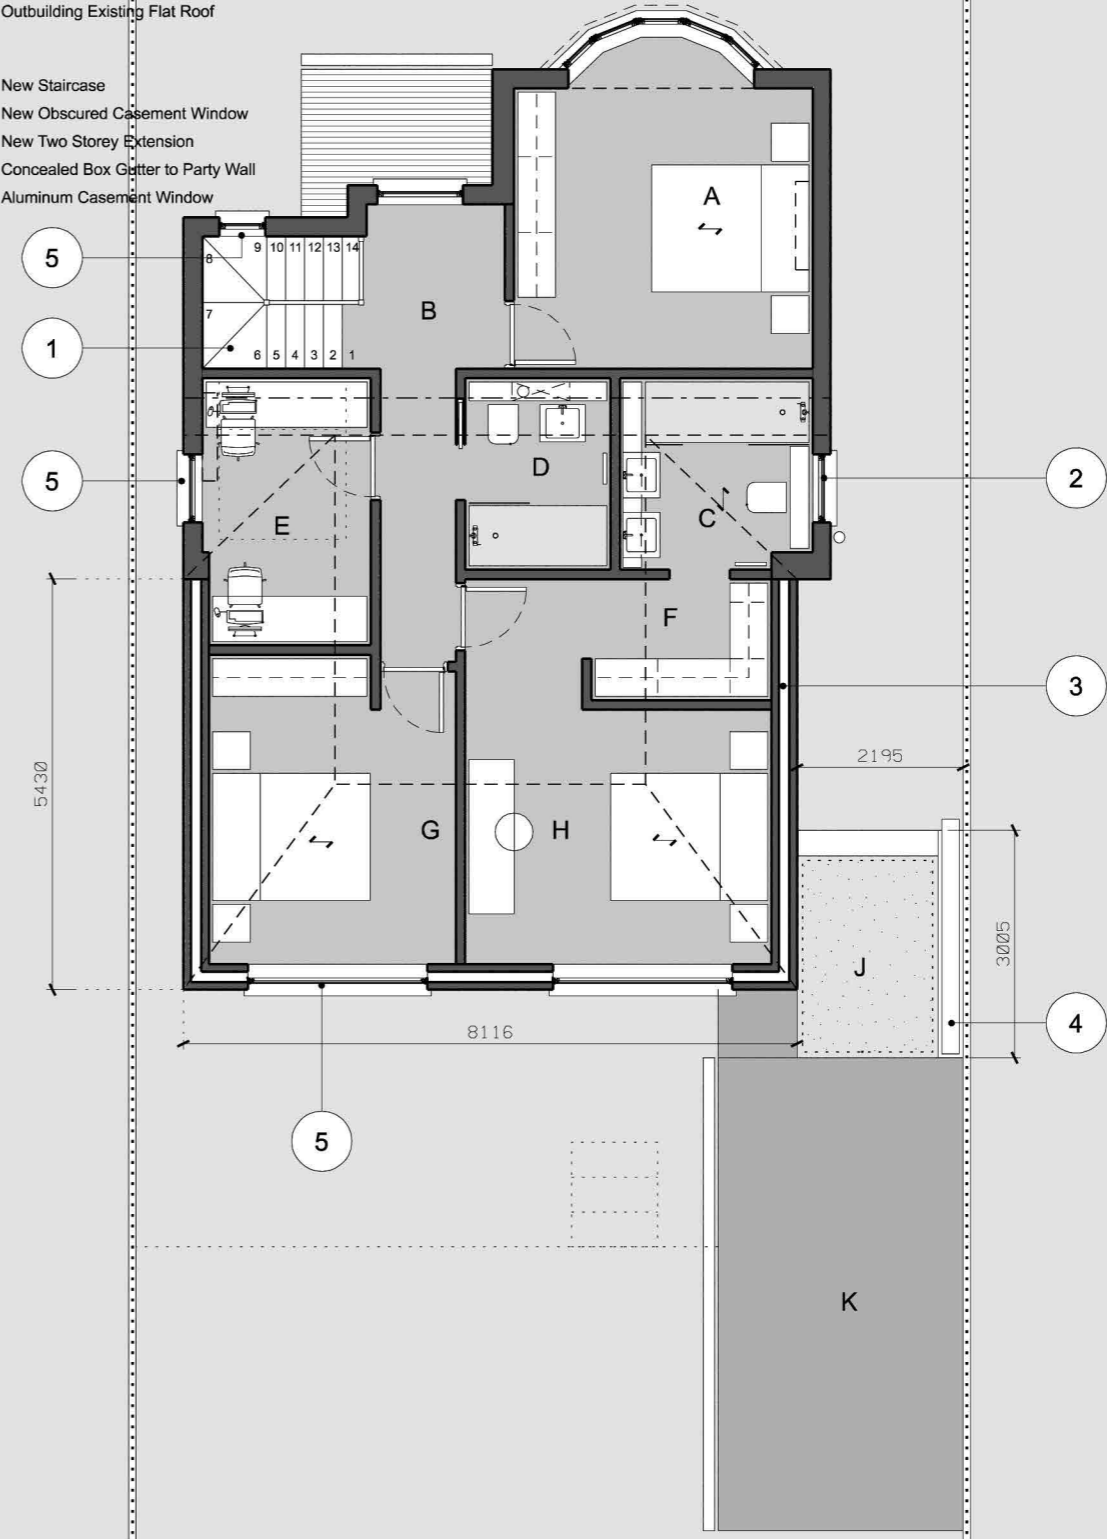 Outbuilding Existing Flat Roof
New Staircase
New Obscured Casement Window
New Two Storey Extension
Concealed Box Gutter to Party Wall
Aluminum Casement Window
A
5
8
9 10 11 12 13 14
7
B
1
6 5 4 3 2 1
D
5
2
E
C
F
3
5430
2195
G
H
3005
J
4
8116
5
K